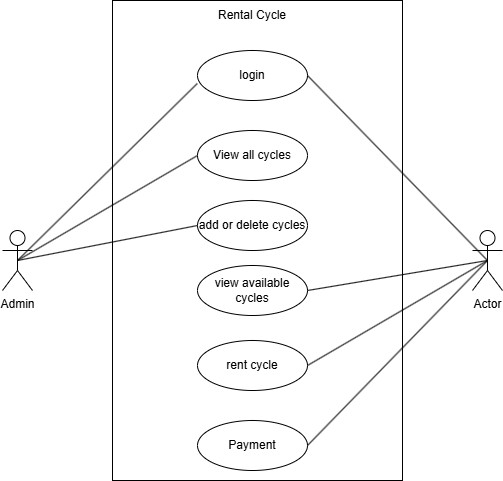 Rental Cycle
login
View all cycles
add or delete cycles
Admin
Actor
view available
cycles
rent cycle
Payment